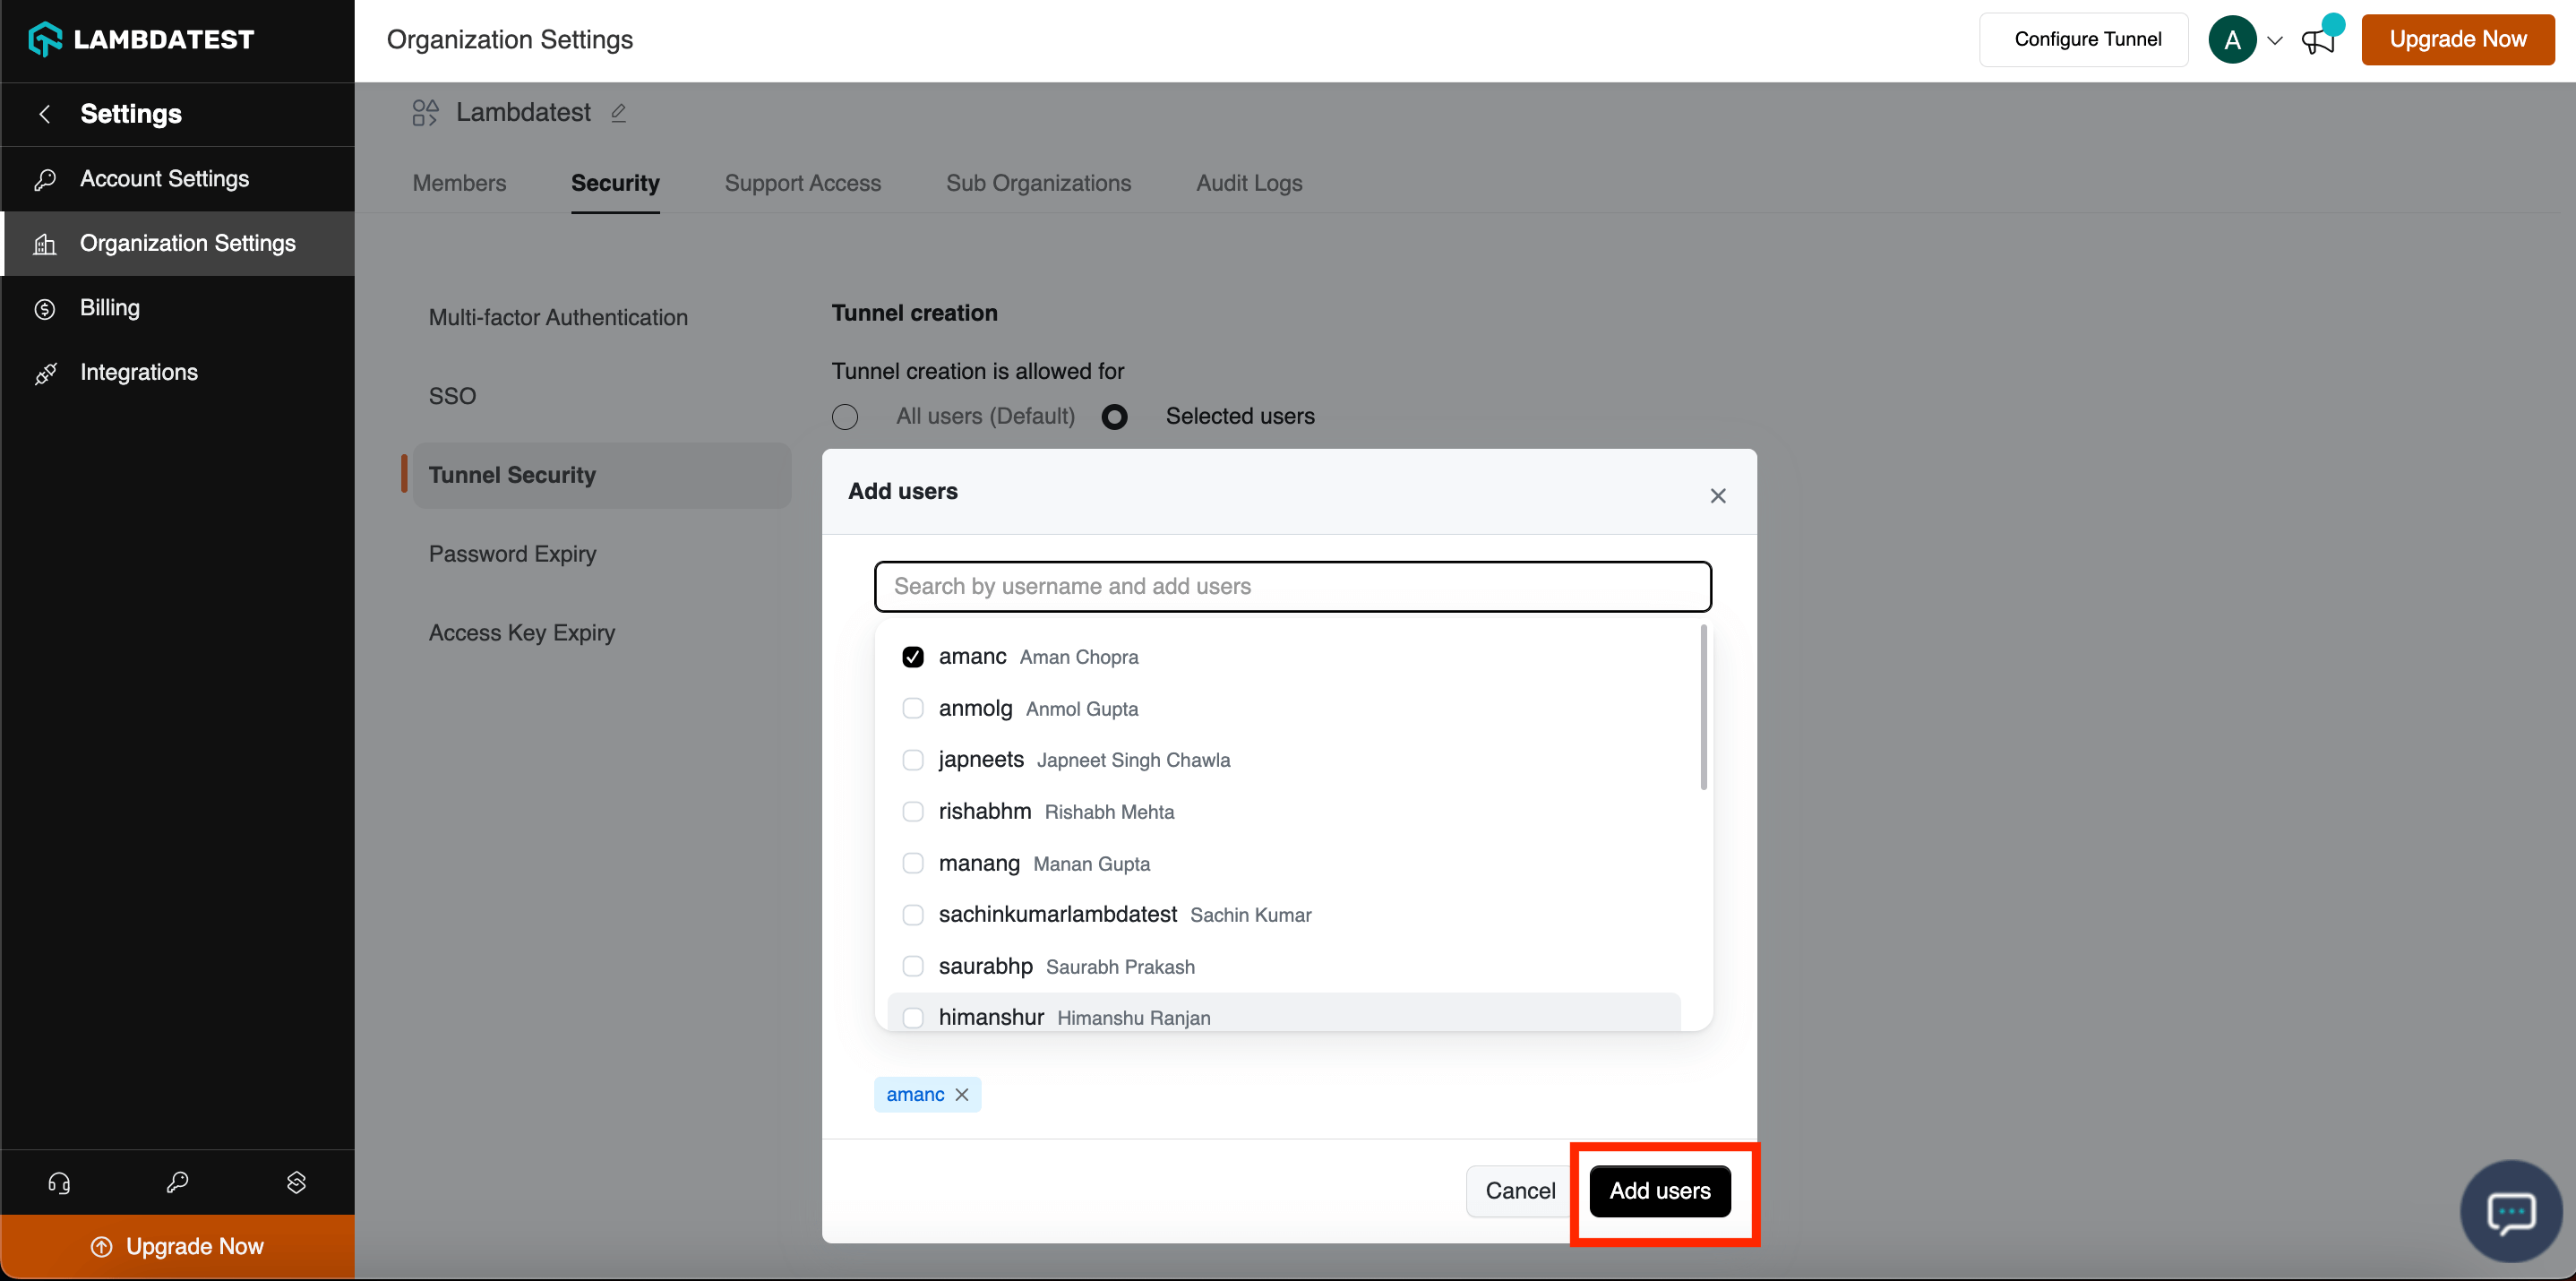 LAMBDATEST
Organization Settings
Configure Tunnel
A
Upgrade Now
Settings
Account Settings
Organization Settings
Billing
Integrations
Upgrade Now
Lambdatest
Members
Security
Support Access
Sub Organizations
Audit Logs
Multi-factor Authentication
SSO
Tunnel Security
Password Expiry
Access Key Expiry
Tunnel creation
Tunnel creation is allowed for
All users (Default)
Selected users
Add users
Search by username and add users
amanc Aman Chopra
anmolg Anmol Gupta
japneets Japneet Singh Chawla
rishabhm Rishabh Mehta
manang Manan Gupta
sachinkumarlambdatest Sachin Kumar
saurabhp Saurabh Prakash
himanshur Himanshu Ranjan
amanc
Cancel
Add users